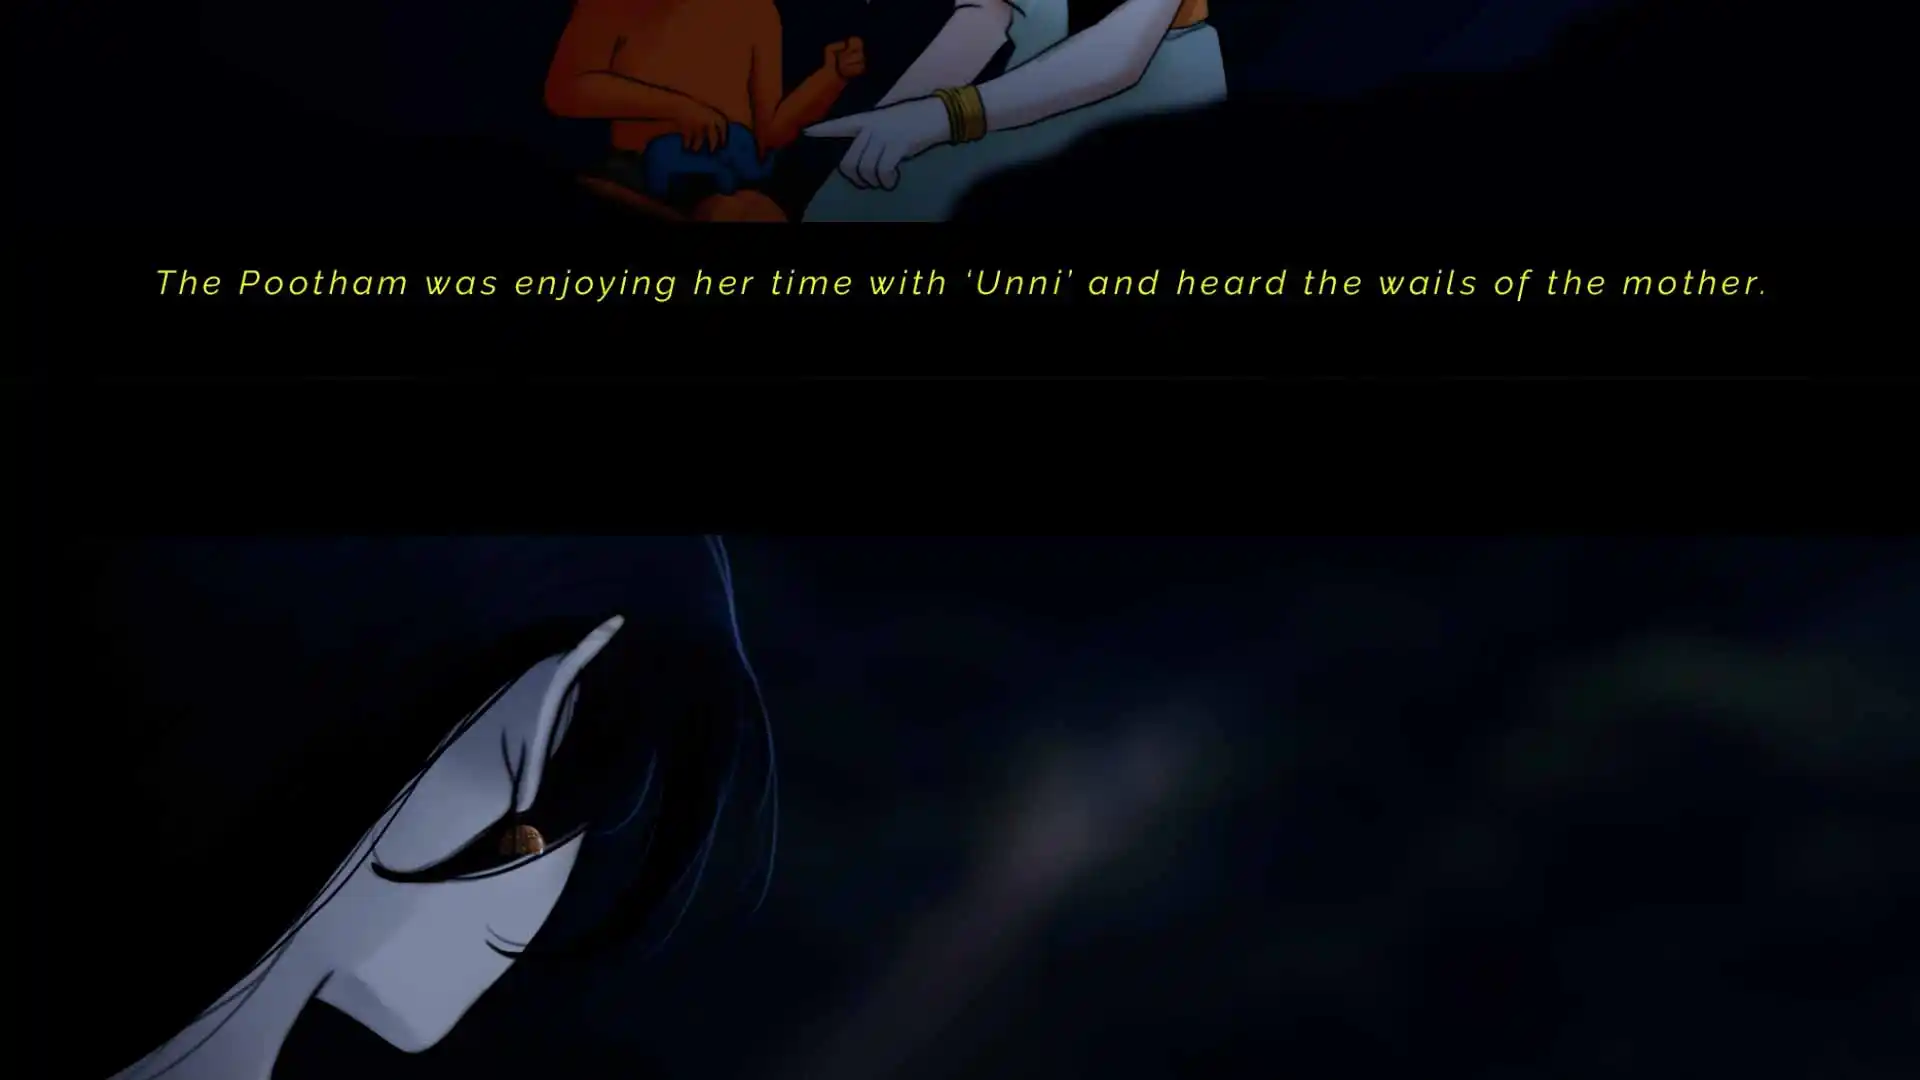 The Pootham was enjoying her time with ‘Unni’ and heard the wails of the mother.